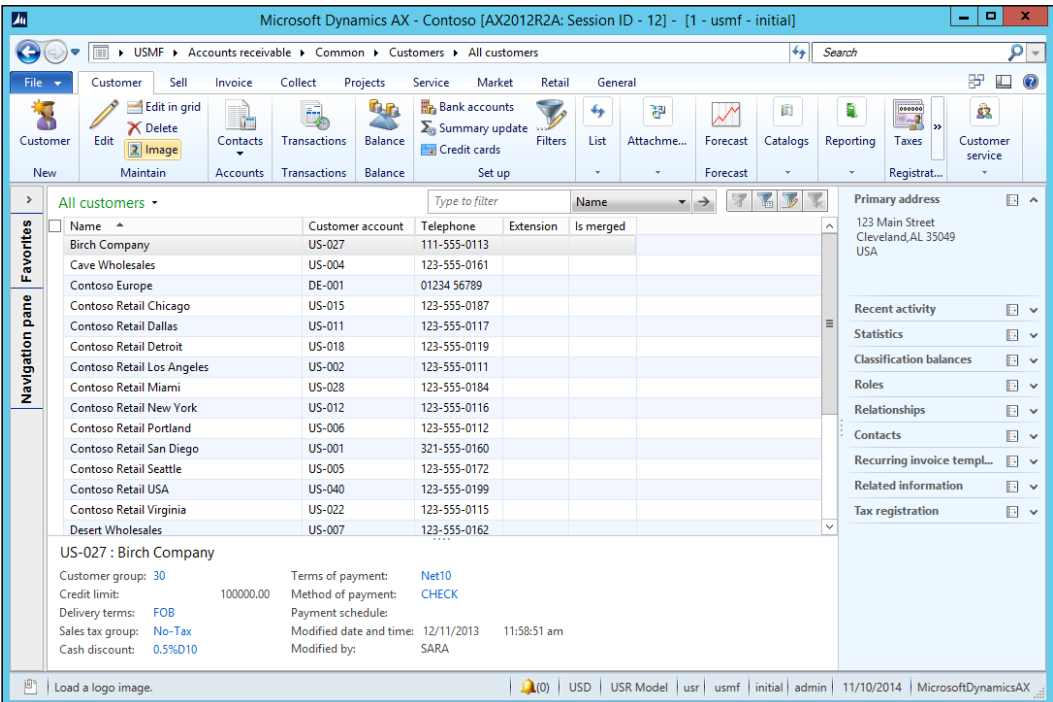 Microsoft Dynamics AX - Contoso [AX2012R2A: Session ID - 12] - [1 - usmf - initial]
USMF Accounts receivable Common Customers All customers
Search
File Customer Sell Invoice Collect Projects Service Market Retail General
Customer
New
Edit
Edit in grid
Delete
Image
Maintain
Contacts
Accounts
Transactions
Transactions
Balance
Balance
Bank accounts
Summary update
Credit cards
Filters
Set up
List
Attachme...
Forecast
Forecast
Catalogs
Reporting
Taxes
Registrat...
Customer service
Favorites
Navigation pane
All customers
Type to filter
Name
Name Customer account Telephone Extension Is merged
Birch Company US-027 111-555-0113
Cave Wholesales US-004 123-555-0161
Contoso Europe DE-001 01234 56789
Contoso Retail Chicago US-015 123-555-0187
Contoso Retail Dallas US-011 123-555-0117
Contoso Retail Detroit US-018 123-555-0119
Contoso Retail Los Angeles US-002 123-555-0111
Contoso Retail Miami US-028 123-555-0184
Contoso Retail New York US-012 123-555-0116
Contoso Retail Portland US-006 123-555-0112
Contoso Retail San Diego US-001 321-555-0160
Contoso Retail Seattle US-005 123-555-0172
Contoso Retail USA US-040 123-555-0199
Contoso Retail Virginia US-022 123-555-0115
Desert Wholesales US-007 123-555-0162
Primary address
123 Main Street
Cleveland,AL 35049
USA
Recent activity
Statistics
Classification balances
Roles
Relationships
Contacts
Recurring invoice templ...
Related information
Tax registration
US-027 : Birch Company
Customer group: 30 Terms of payment: Net10
Credit limit: 100000.00 Method of payment: CHECK
Delivery terms: FOB Payment schedule:
Sales tax group: No-Tax Modified date and time: 12/11/2013 11:58:51 am
Cash discount: 0.5%D10 Modified by: SARA
Load a logo image. (0) USD USR Model usr usmf initial admin 11/10/2014 MicrosoftDynamicsAX